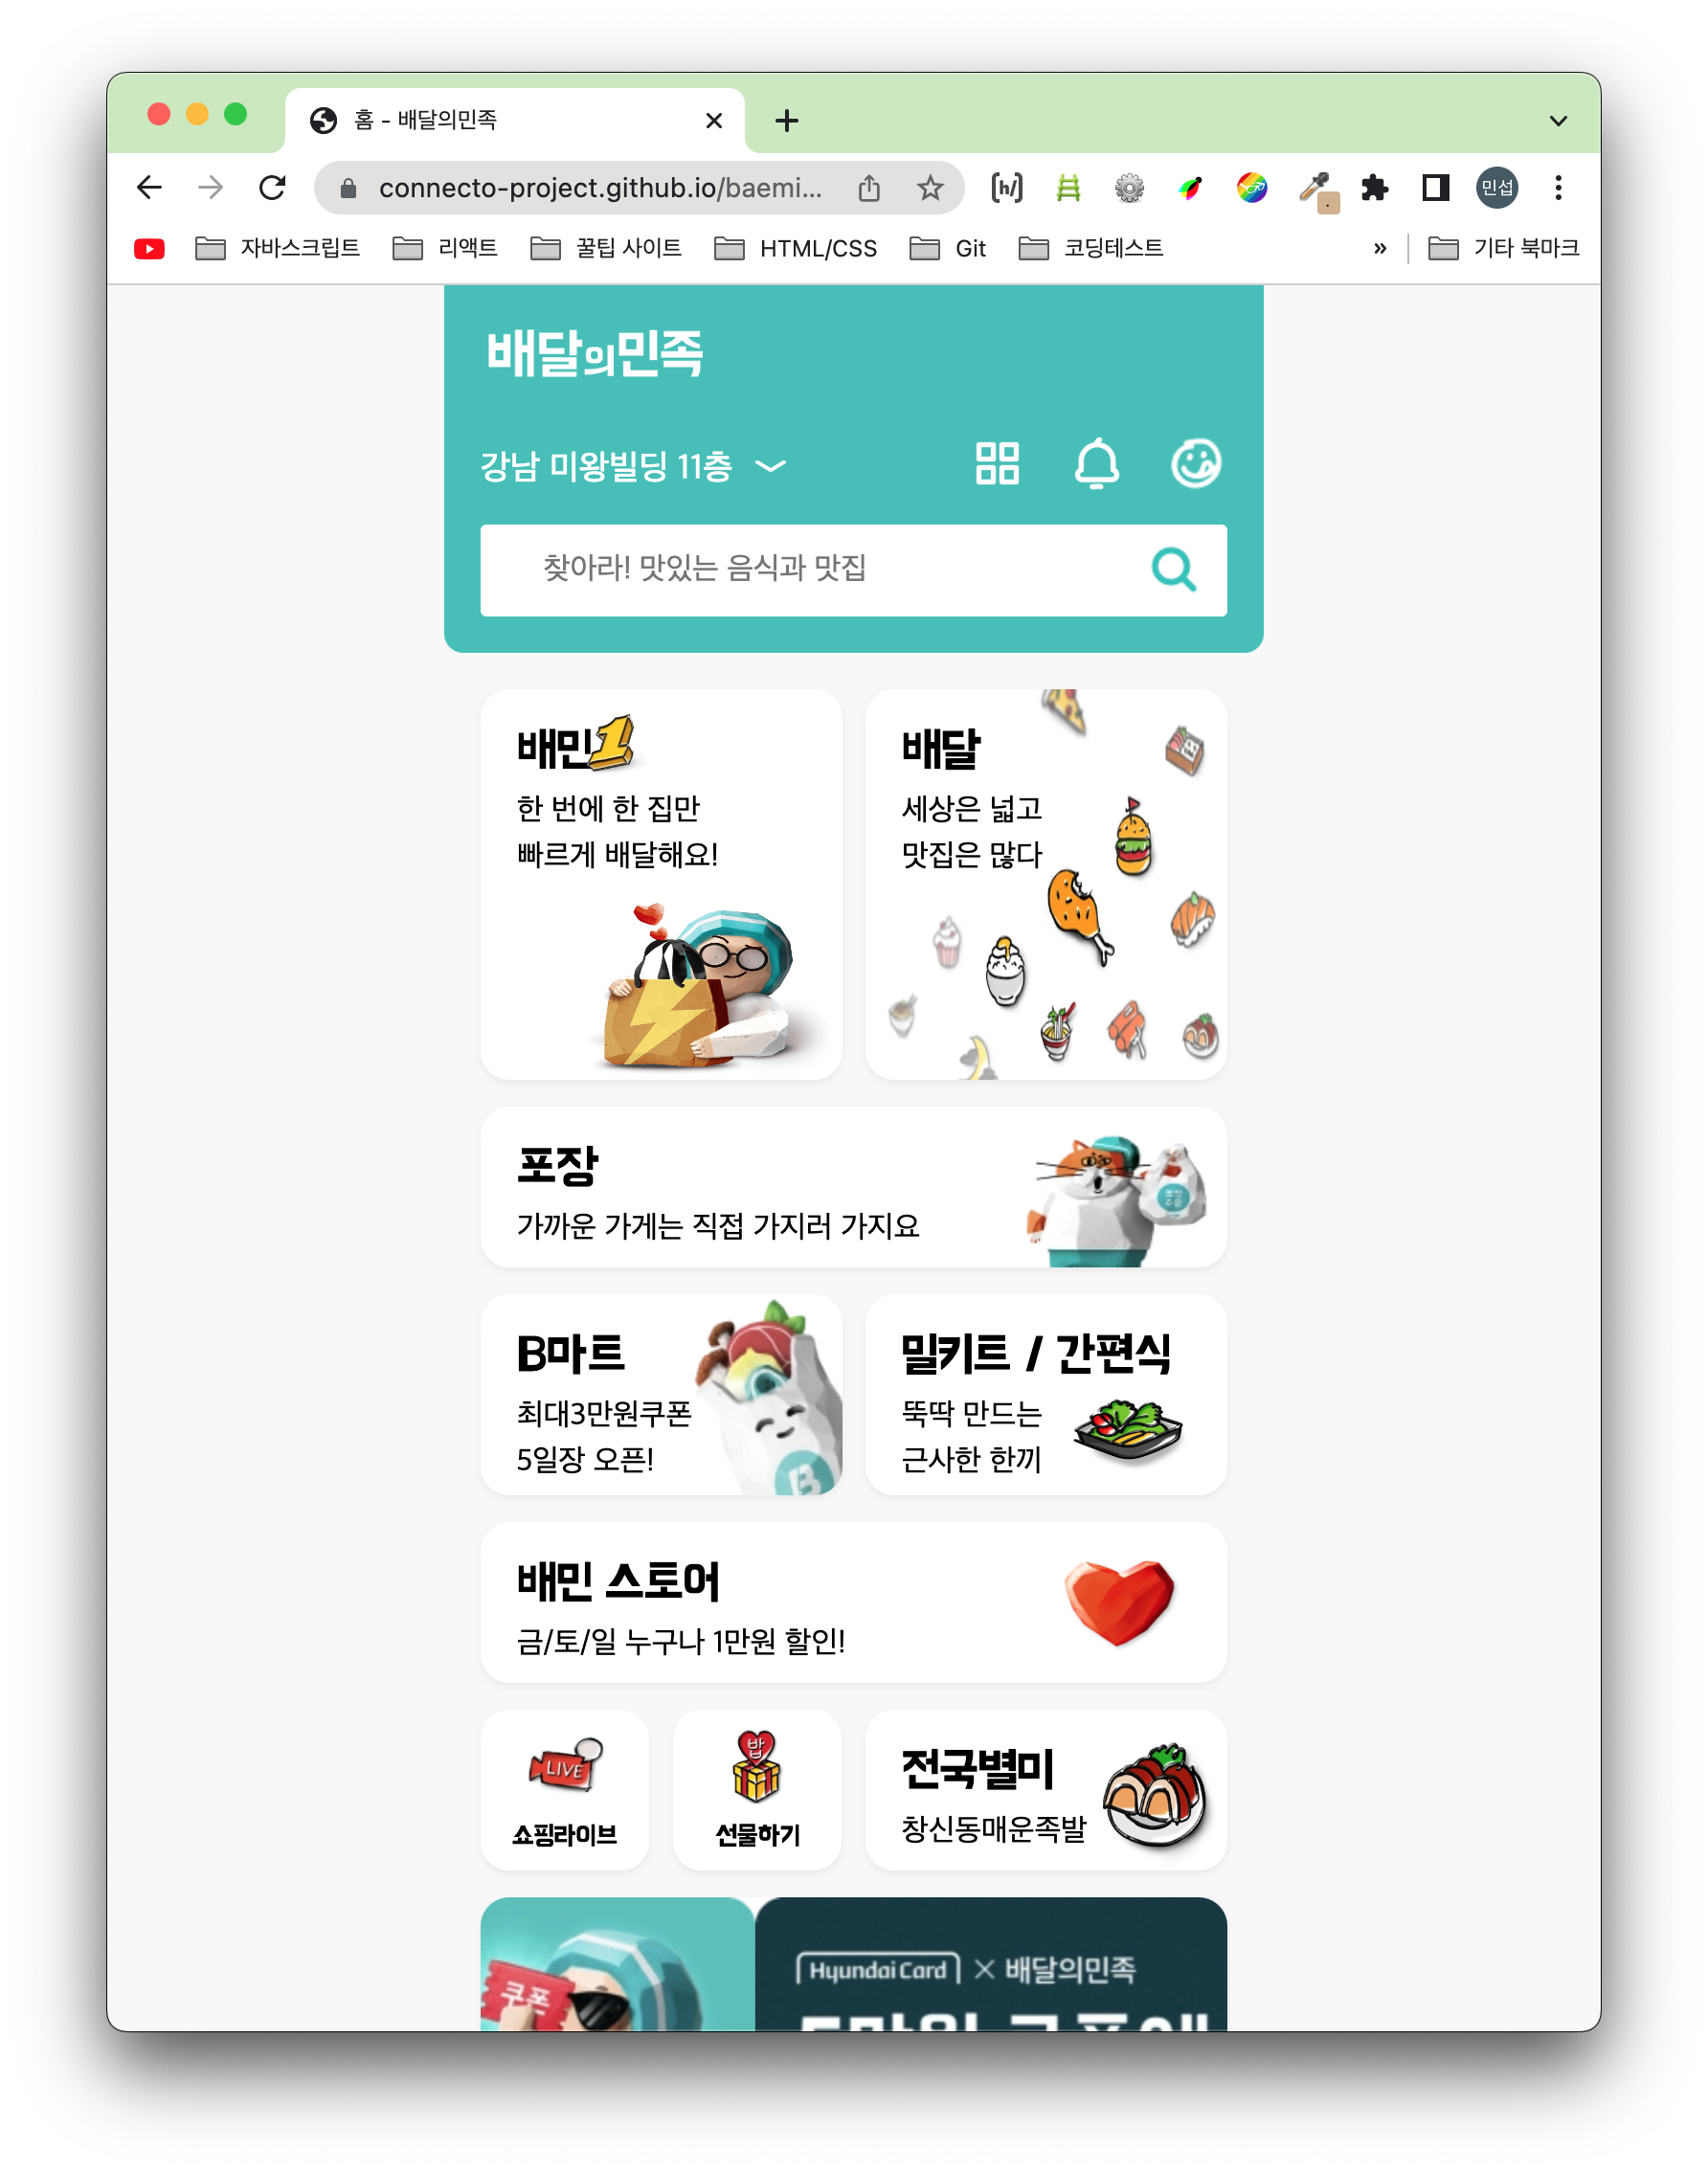 홈 - 배달의민족
connecto-project.github.io/baemi...
[h/]
민섭
자바스크립트
리액트
꿀팁 사이트
HTML/CSS
Git
코딩테스트
»
기타 북마크
배달의민족
강남 미왕빌딩 11층
찾아라! 맛있는 음식과 맛집
배민1
한 번에 한 집만
빠르게 배달해요!
배달
세상은 넓고
맛집은 많다
포장
가까운 가게는 직접 가지러 가지요
B마트
최대3만원쿠폰
5일장 오픈!
B
밀키트 / 간편식
뚝딱 만드는
근사한 한끼
배민 스토어
금/토/일 누구나 1만원 할인!
LIVE
쇼핑라이브
밥
선물하기
전국별미
창신동매운족발
쿠폰
Hyundai Card × 배달의민족